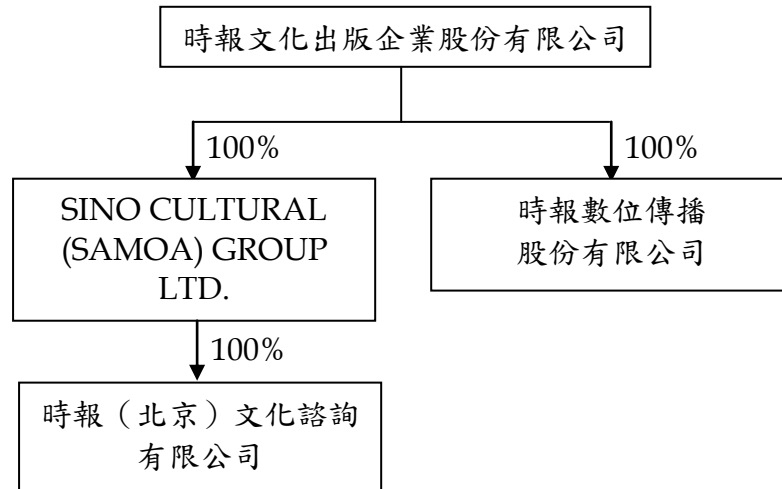 時報文化出版企業股份有限公司
100%
100%
SINO CULTURAL
(SAMOA) GROUP
LTD.
時報數位傳播
股份有限公司
100%
時報（北京）文化諮詢
有限公司